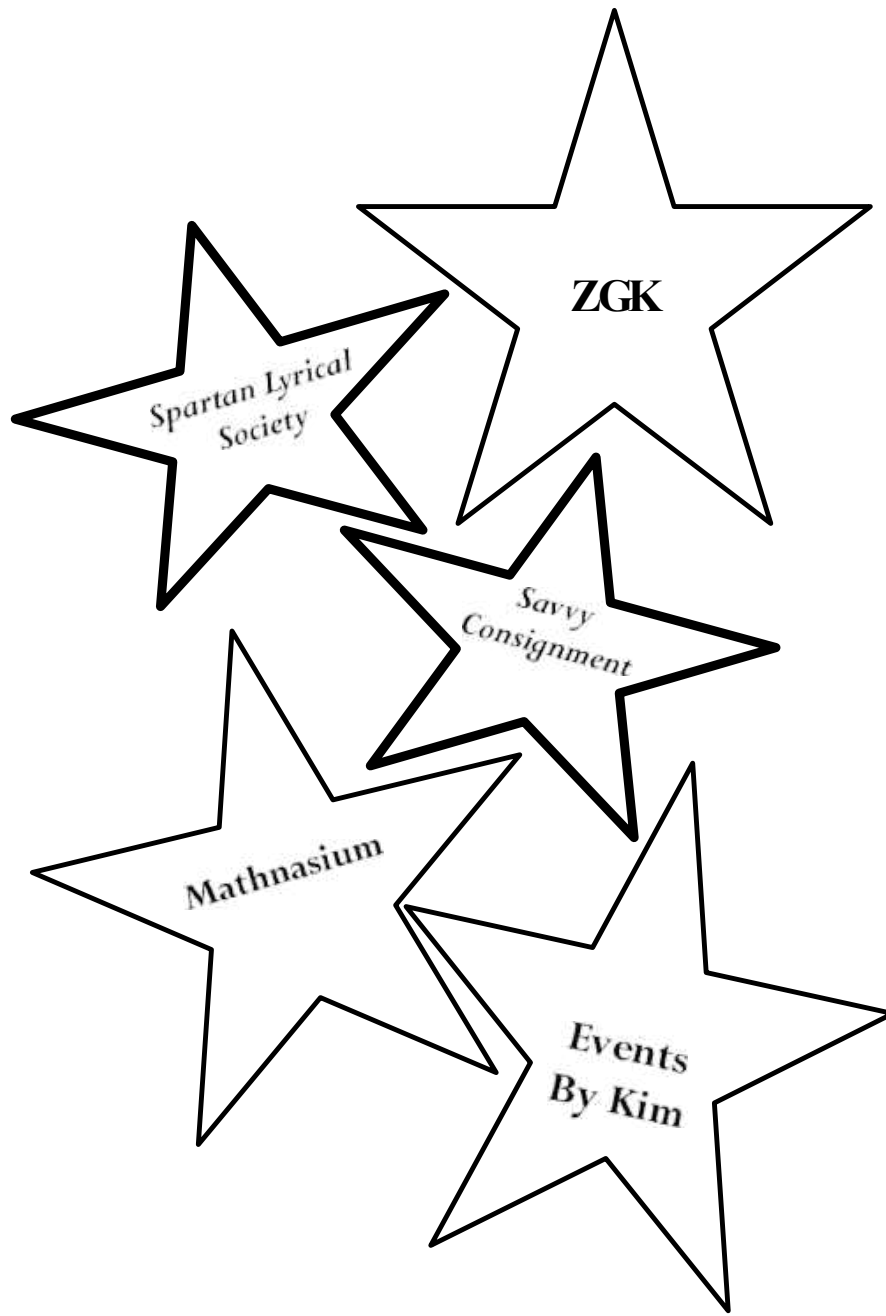 ZGK
Spartan Lyrical
Society
Savvy
Consignment
Mathnasium
Events
By Kim